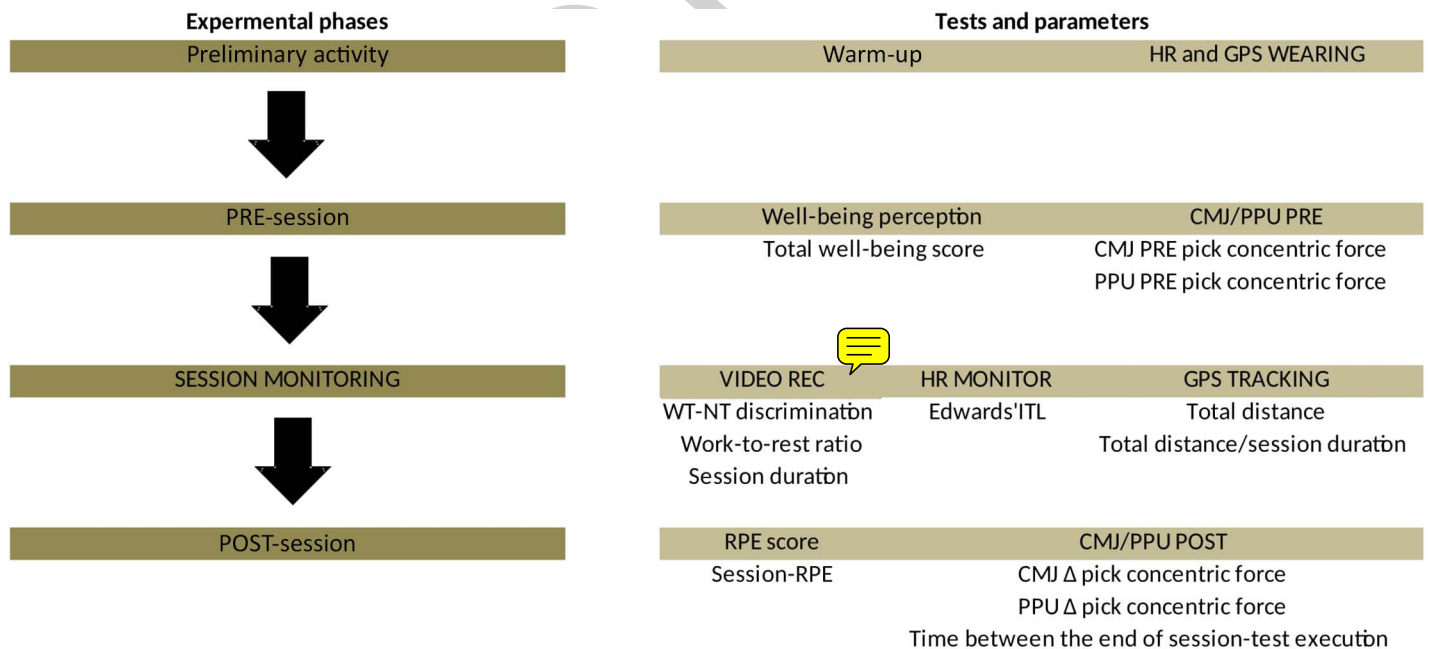 Expermental phases
Tests and parameters
Preliminary activity
Warm-up
HR and GPS WEARING
PRE-session
Well-being perception
CMJ/PPU PRE
Total well-being score
CMJ PRE pick concentric force
PPU PRE pick concentric force
SESSION MONITORING
VIDEO REC
HR MONITOR
GPS TRACKING
WT-NT discrimination
Edwards'ITL
Total distance
Work-to-rest ratio
Total distance/session duration
Session duration
POST-session
RPE score
CMJ/PPU POST
Session-RPE
CMJ Δ pick concentric force
PPU Δ pick concentric force
Time between the end of session-test execution